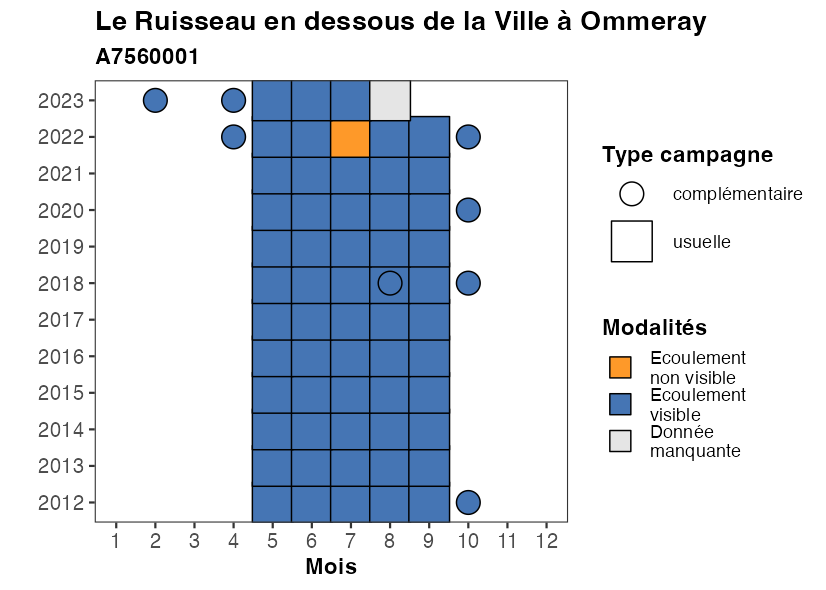 Le Ruisseau en dessous de la Ville à Ommeray
A7560001
2023
2022
2021
2020
2019
2018
2017
2016
2015
2014
2013
2012
1 2 3 4 5 6 7 8 9 10 11 12
Mois
Type campagne
complémentaire
usuelle
Modalités
Ecoulement
non visible
Ecoulement
visible
Donnée
manquante